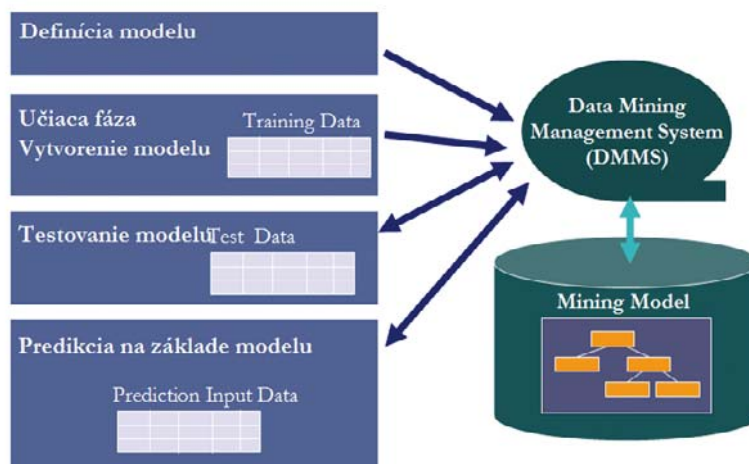 Definícia modelu
Učiaca fáza
Training Data
Vytvorenie modelu
Testovanie modelu
Test Data
Predikcia na základe modelu
Prediction Input Data
Data Mining
Management System
(DMMS)
Mining Model